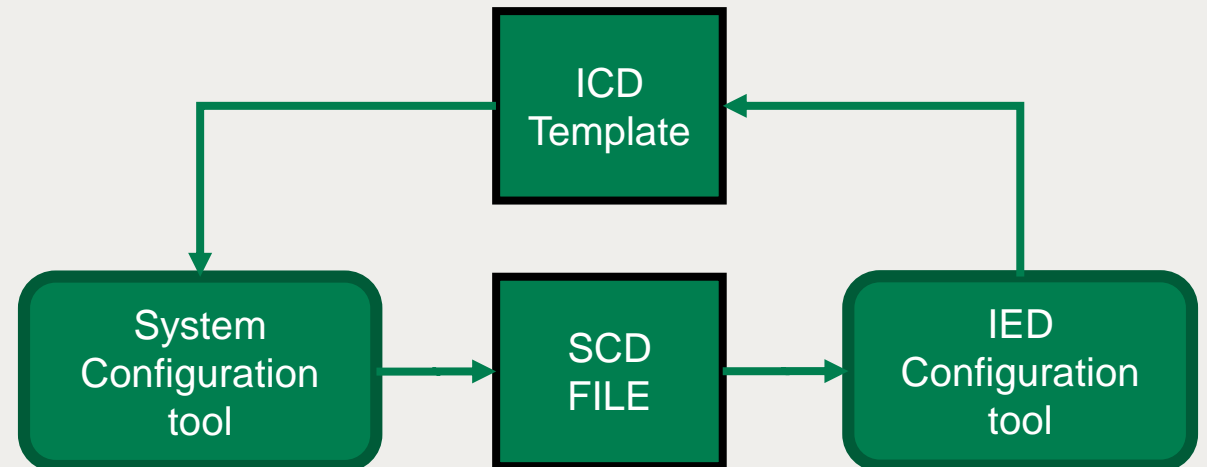 ICD
Template
System
Configuration
tool
SCD
FILE
IED
Configuration
tool